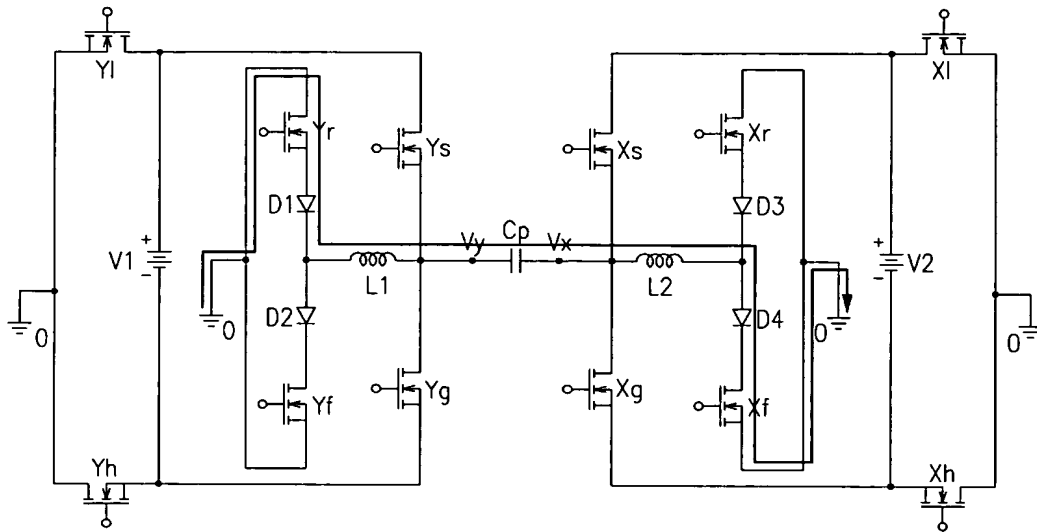 Yl
Xl
Yr
Xr
Ys
Xs
D1
D3
Vy
Cp
Vx
+
V1
-
+
V2
-
L1
L2
0
0
D2
D4
0
0
Yf
Yg
Xg
Xf
Yh
Xh